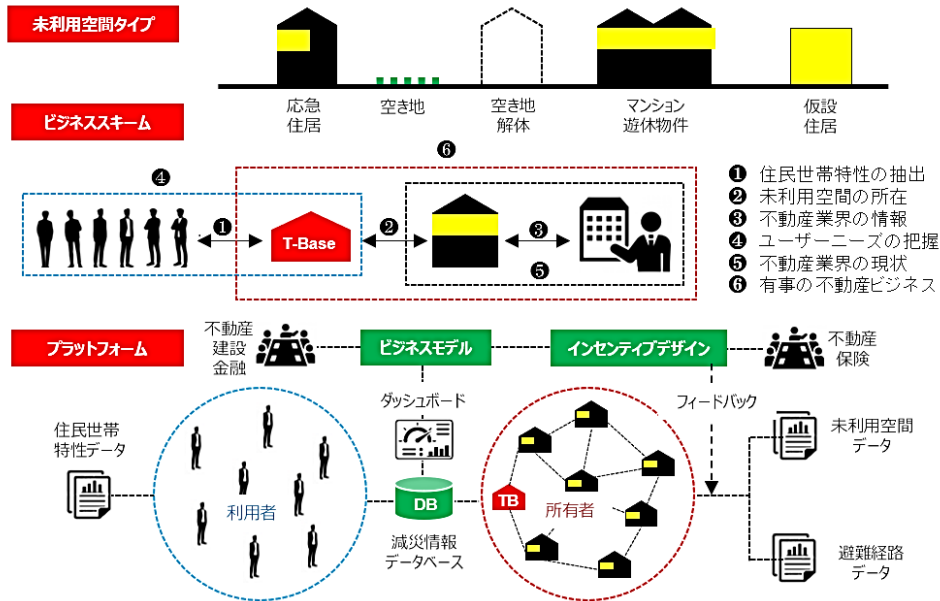 未利用空間タイプ
応急
住居
空き地
空き地
解体
マンション
遊休物件
仮設
住居
ビジネススキーム
❻
❹
❶
T-Base
❷
❸
❺
❶ 住民世帯特性の抽出
❷ 未利用空間の所在
❸ 不動産業界の情報
❹ ユーザーニーズの把握
❺ 不動産業界の現状
❻ 有事の不動産ビジネス
プラットフォーム
不動産
建設
金融
ビジネスモデル
インセンティブデザイン
不動産
保険
ダッシュボード
フィードバック
住民世帯
特性データ
利用者
DB
減災情報
データベース
TB
所有者
未利用空間
データ
避難経路
データ